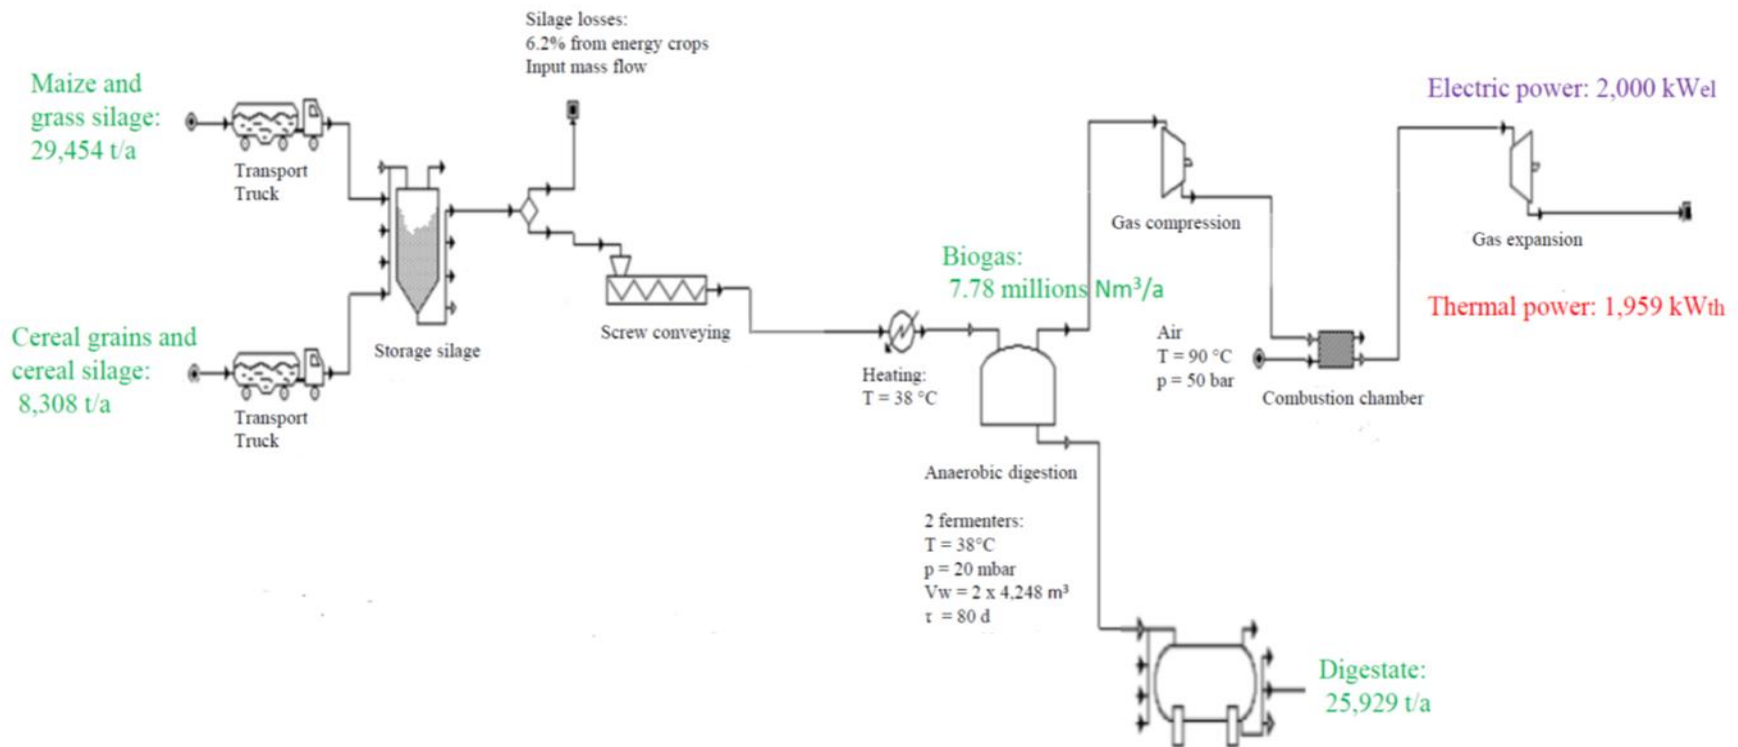 Silage losses:
6.2% from energy crops
Input mass flow
Maize and
grass silage:
29,454 t/a
Transport
Truck
Electric power: 2,000 kWel
Gas compression
Gas expansion
Biogas:
7.78 millions Nm³/a
Thermal power: 1,959 kWth
Cereal grains and
cereal silage:
8,308 t/a
Transport
Truck
Storage silage
Screw conveying
Heating:
T = 38 °C
Air
T = 90 °C
p = 50 bar
Combustion chamber
Anaerobic digestion
2 fermenters:
T = 38°C
p = 20 mbar
Vw = 2 x 4,248 m³
τ = 80 d
Digestate:
25,929 t/a